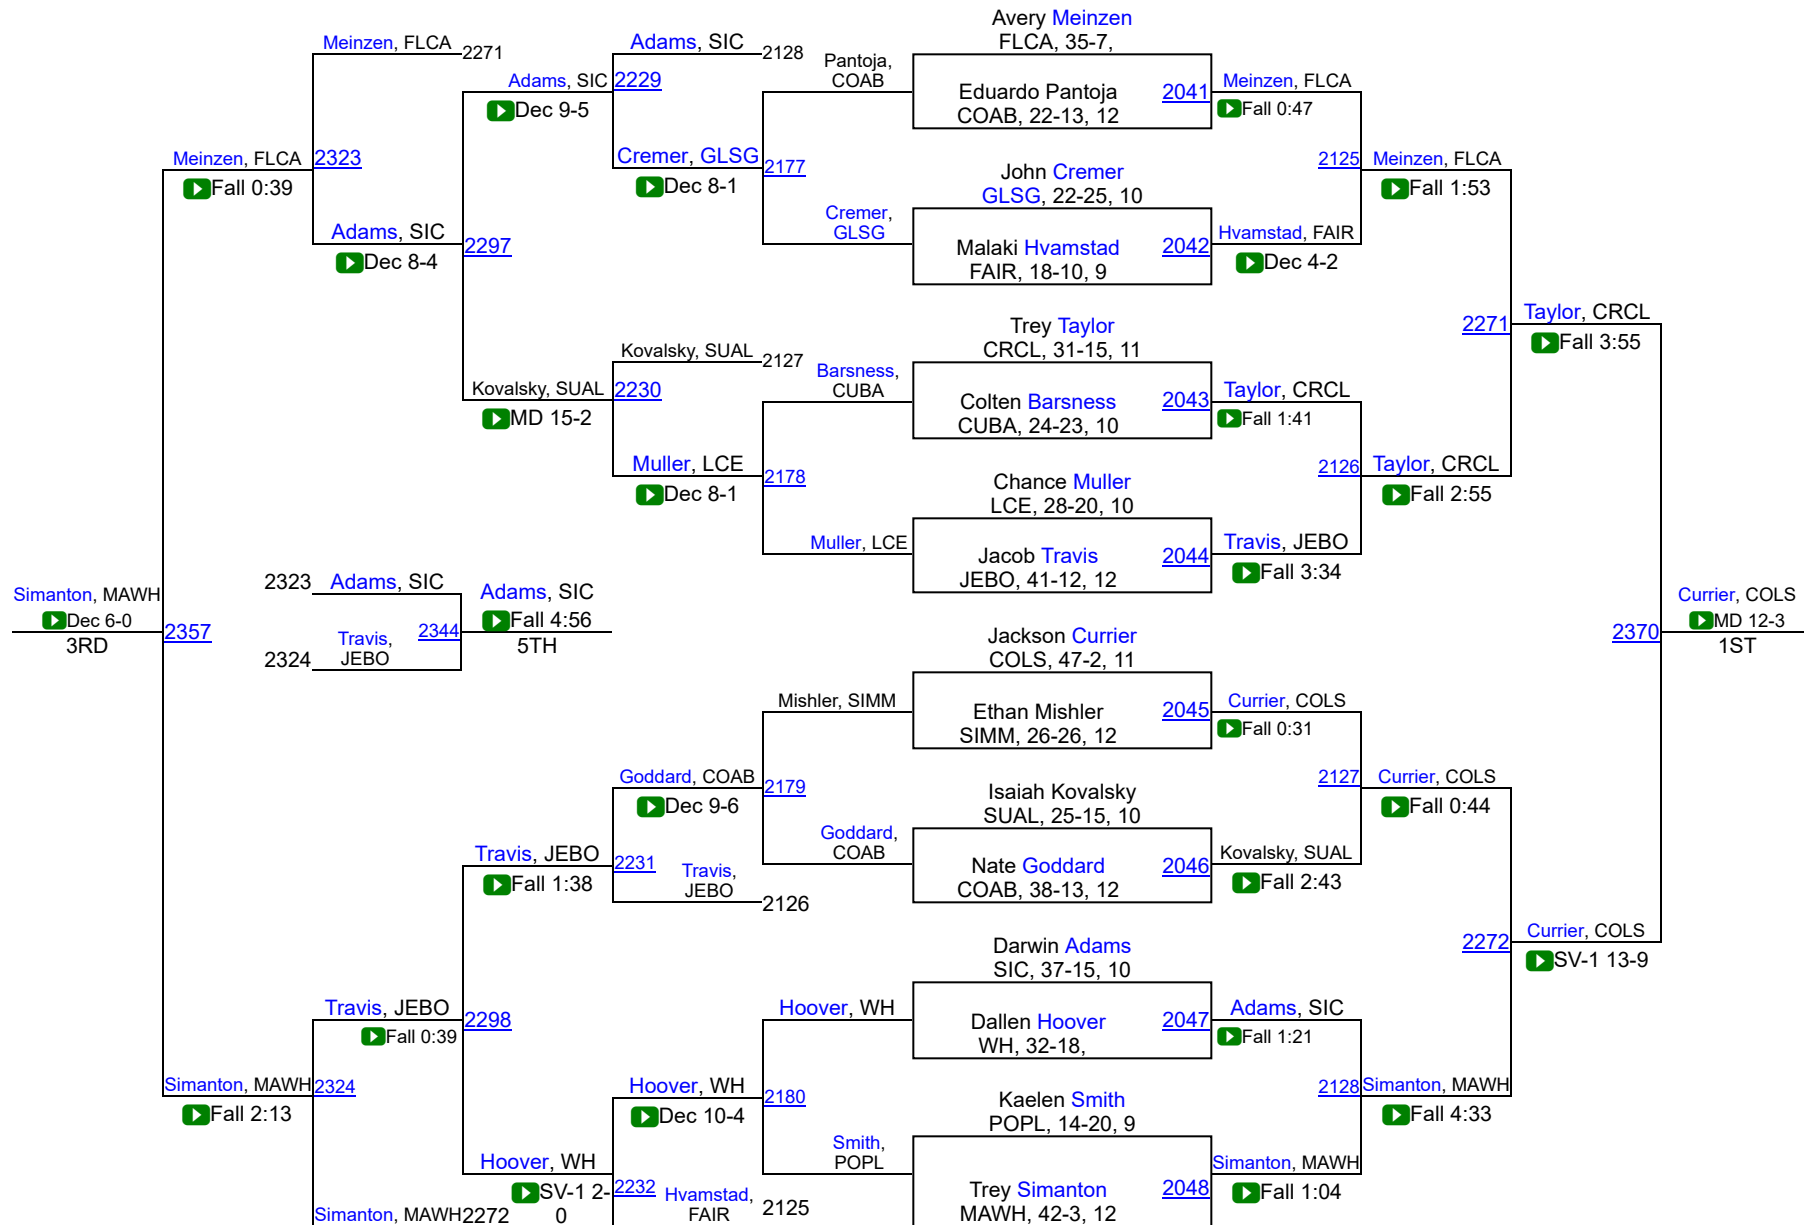 Avery Meinzen
FLCA, 35-7,
Meinzen, FLCA
2271
Adams, SIC
2128
Pantoja,
COAB
Adams, SIC
2229
Dec 9-5
Eduardo Pantoja
COAB, 22-13, 12
2041
Meinzen, FLCA
Fall 0:47
Meinzen, FLCA
2323
Fall 0:39
Cremer, GLSG
2177
Dec 8-1
John Cremer
GLSG, 22-25, 10
2125
Meinzen, FLCA
Fall 1:53
Cremer,
GLSG
Adams, SIC
2297
Dec 8-4
Malaki Hvamstad
FAIR, 18-10, 9
2042
Hvamstad, FAIR
Dec 4-2
Trey Taylor
CRCL, 31-15, 11
2271
Taylor, CRCL
Fall 3:55
Kovalsky, SUAL
2127
Barsness,
CUBA
Kovalsky, SUAL
2230
MD 15-2
Colten Barsness
CUBA, 24-23, 10
2043
Taylor, CRCL
Fall 1:41
Muller, LCE
2178
Dec 8-1
Chance Muller
LCE, 28-20, 10
2126
Taylor, CRCL
Fall 2:55
Muller, LCE
Jacob Travis
JEBO, 41-12, 12
2044
Travis, JEBO
Fall 3:34
2323
Adams, SIC
Adams, SIC
Simanton, MAWH
Dec 6-0
3RD
2357
Travis,
JEBO
2344
Fall 4:56
5TH
2324
Currier, COLS
MD 12-3
1ST
2370
Jackson Currier
COLS, 47-2, 11
Mishler, SIMM
Ethan Mishler
SIMM, 26-26, 12
2045
Currier, COLS
Fall 0:31
Goddard, COAB
2179
Dec 9-6
Isaiah Kovalsky
SUAL, 25-15, 10
2127
Currier, COLS
Fall 0:44
Goddard,
COAB
Travis, JEBO
2231
Fall 1:38
Travis,
JEBO
2126
Nate Goddard
COAB, 38-13, 12
2046
Kovalsky, SUAL
Fall 2:43
Darwin Adams
SIC, 37-15, 10
2272
Currier, COLS
SV-1 13-9
Travis, JEBO
2298
Fall 0:39
Hoover, WH
Dallen Hoover
WH, 32-18,
2047
Adams, SIC
Fall 1:21
Simanton, MAWH
2324
Fall 2:13
Hoover, WH
2180
Dec 10-4
Kaelen Smith
POPL, 14-20, 9
2128
Simanton, MAWH
Fall 4:33
Smith,
POPL
Hoover, WH
2232
SV-1 2-
0
Simanton, MAWH
2272
Hvamstad,
FAIR
2125
Trey Simanton
MAWH, 42-3, 12
2048
Simanton, MAWH
Fall 1:04